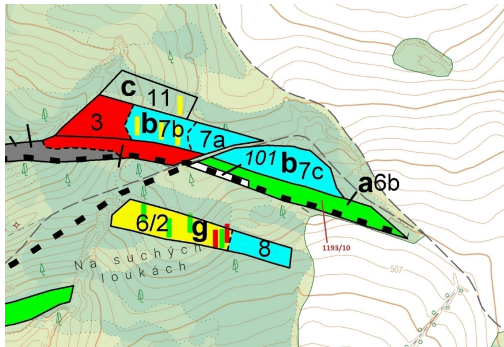 c 11
3
b7b
7a
101
b7c
a6b
6/2
g
8
1193/10
Na suchých
loukách
507